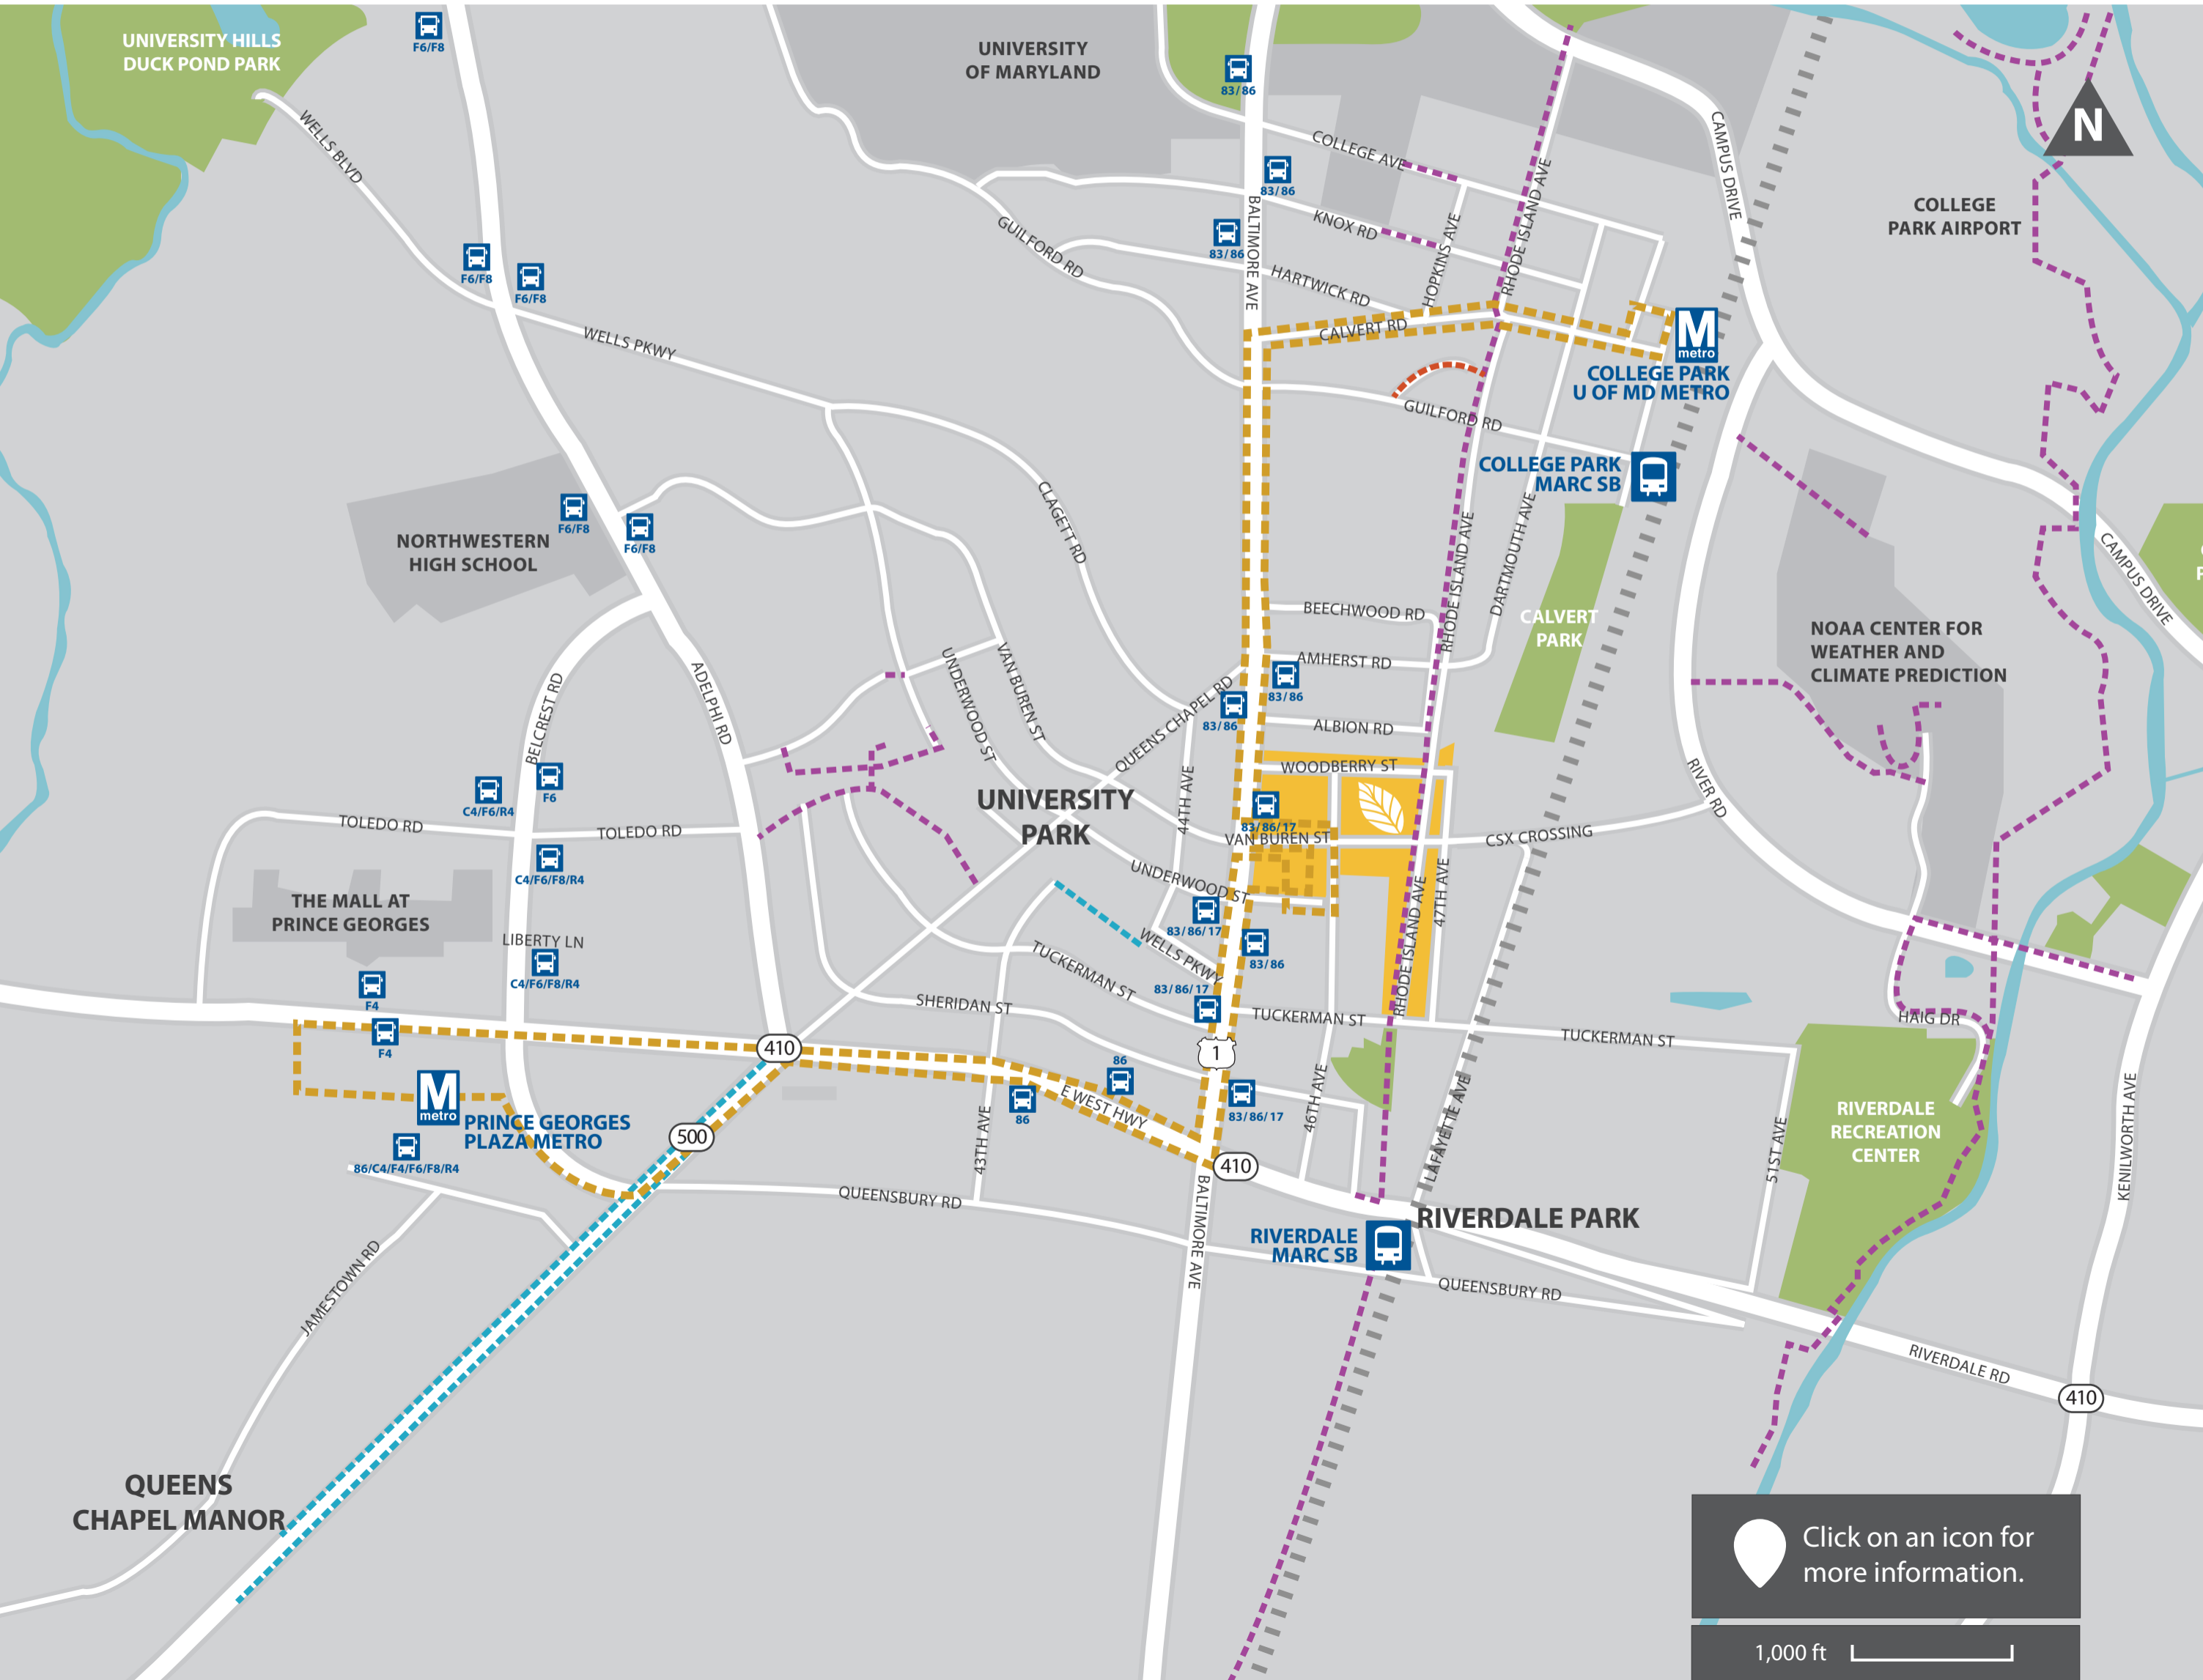 UNIVERSITY HILLS
DUCK POND PARK
F6/F8
UNIVERSITY
OF MARYLAND
83/86
N
WELLS BLVD
COLLEGE AVE
CAMPUS DRIVE
83/86
KNOX RD
HOPKINS AVE
RHODE ISLAND AVE
COLLEGE
PARK AIRPORT
GUILFORD RD
83/86
BALTIMORE AVE
HARTWICK RD
F6/F8
F6/F8
WELLS PKWY
CALVERT RD
M
metro
COLLEGE PARK
U OF MD METRO
GUILFORD RD
COLLEGE PARK
MARC SB
CLAGETT RD
F6/F8
F6/F8
NORTHWESTERN
HIGH SCHOOL
RHODE ISLAND AVE
DARTMOUTH AVE
CAMPUS DRIVE
BEECHWOOD RD
CALVERT
PARK
NOAA CENTER FOR
WEATHER AND
CLIMATE PREDICTION
AMHERST RD
UNDERWOOD ST
VAN BUREN ST
QUEENS CHAPEL RD
83/86
83/86
BELCREST RD
ADELPHI RD
ALBION RD
WOODBERRY ST
44TH AVE
RIVER RD
C4/F6/R4
F6
UNIVERSITY
PARK
83/86/17
VAN BUREN ST
CSX CROSSING
TOLEDO RD
TOLEDO RD
C4/F6/F8/R4
UNDERWOOD ST
THE MALL AT
PRINCE GEORGES
RHODE ISLAND AVE
47TH AVE
83/86/17
LIBERTY LN
WELLS PKWY
83/86
C4/F6/F8/R4
TUCKERMAN ST
83/86/17
F4
SHERIDAN ST
TUCKERMAN ST
HAIG DR
F4
TUCKERMAN ST
410
1
86
86
E WEST HWY
83/86/17
46TH AVE
LAFAYETTE AVE
M
metro
PRINCE GEORGES
PLAZA METRO
500
43TH AVE
RIVERDALE
RECREATION
CENTER
51ST AVE
KENILWORTH AVE
86/C4/F4/F6/F8/R4
410
QUEENSBURY RD
BALTIMORE AVE
RIVERDALE PARK
RIVERDALE
MARC SB
JAMESTOWN RD
QUEENSBURY RD
RIVERDALE RD
410
QUEENS
CHAPEL MANOR
Click on an icon for
more information.
1,000 ft